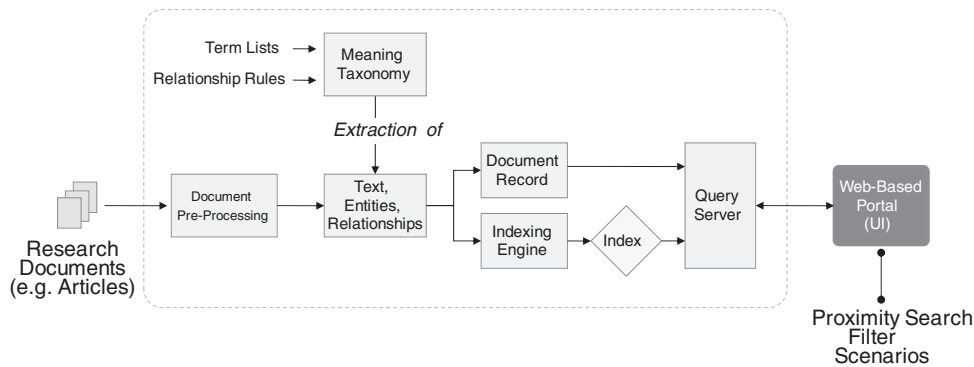 Term Lists
Relationship Rules
Meaning
Taxonomy
Extraction of
Document
Pre-Processing
Text,
Entities,
Relationships
Document
Record
Indexing
Engine
Index
Query
Server
Web-Based
Portal
(UI)
Research
Documents
(e.g. Articles)
Proximity Search
Filter
Scenarios